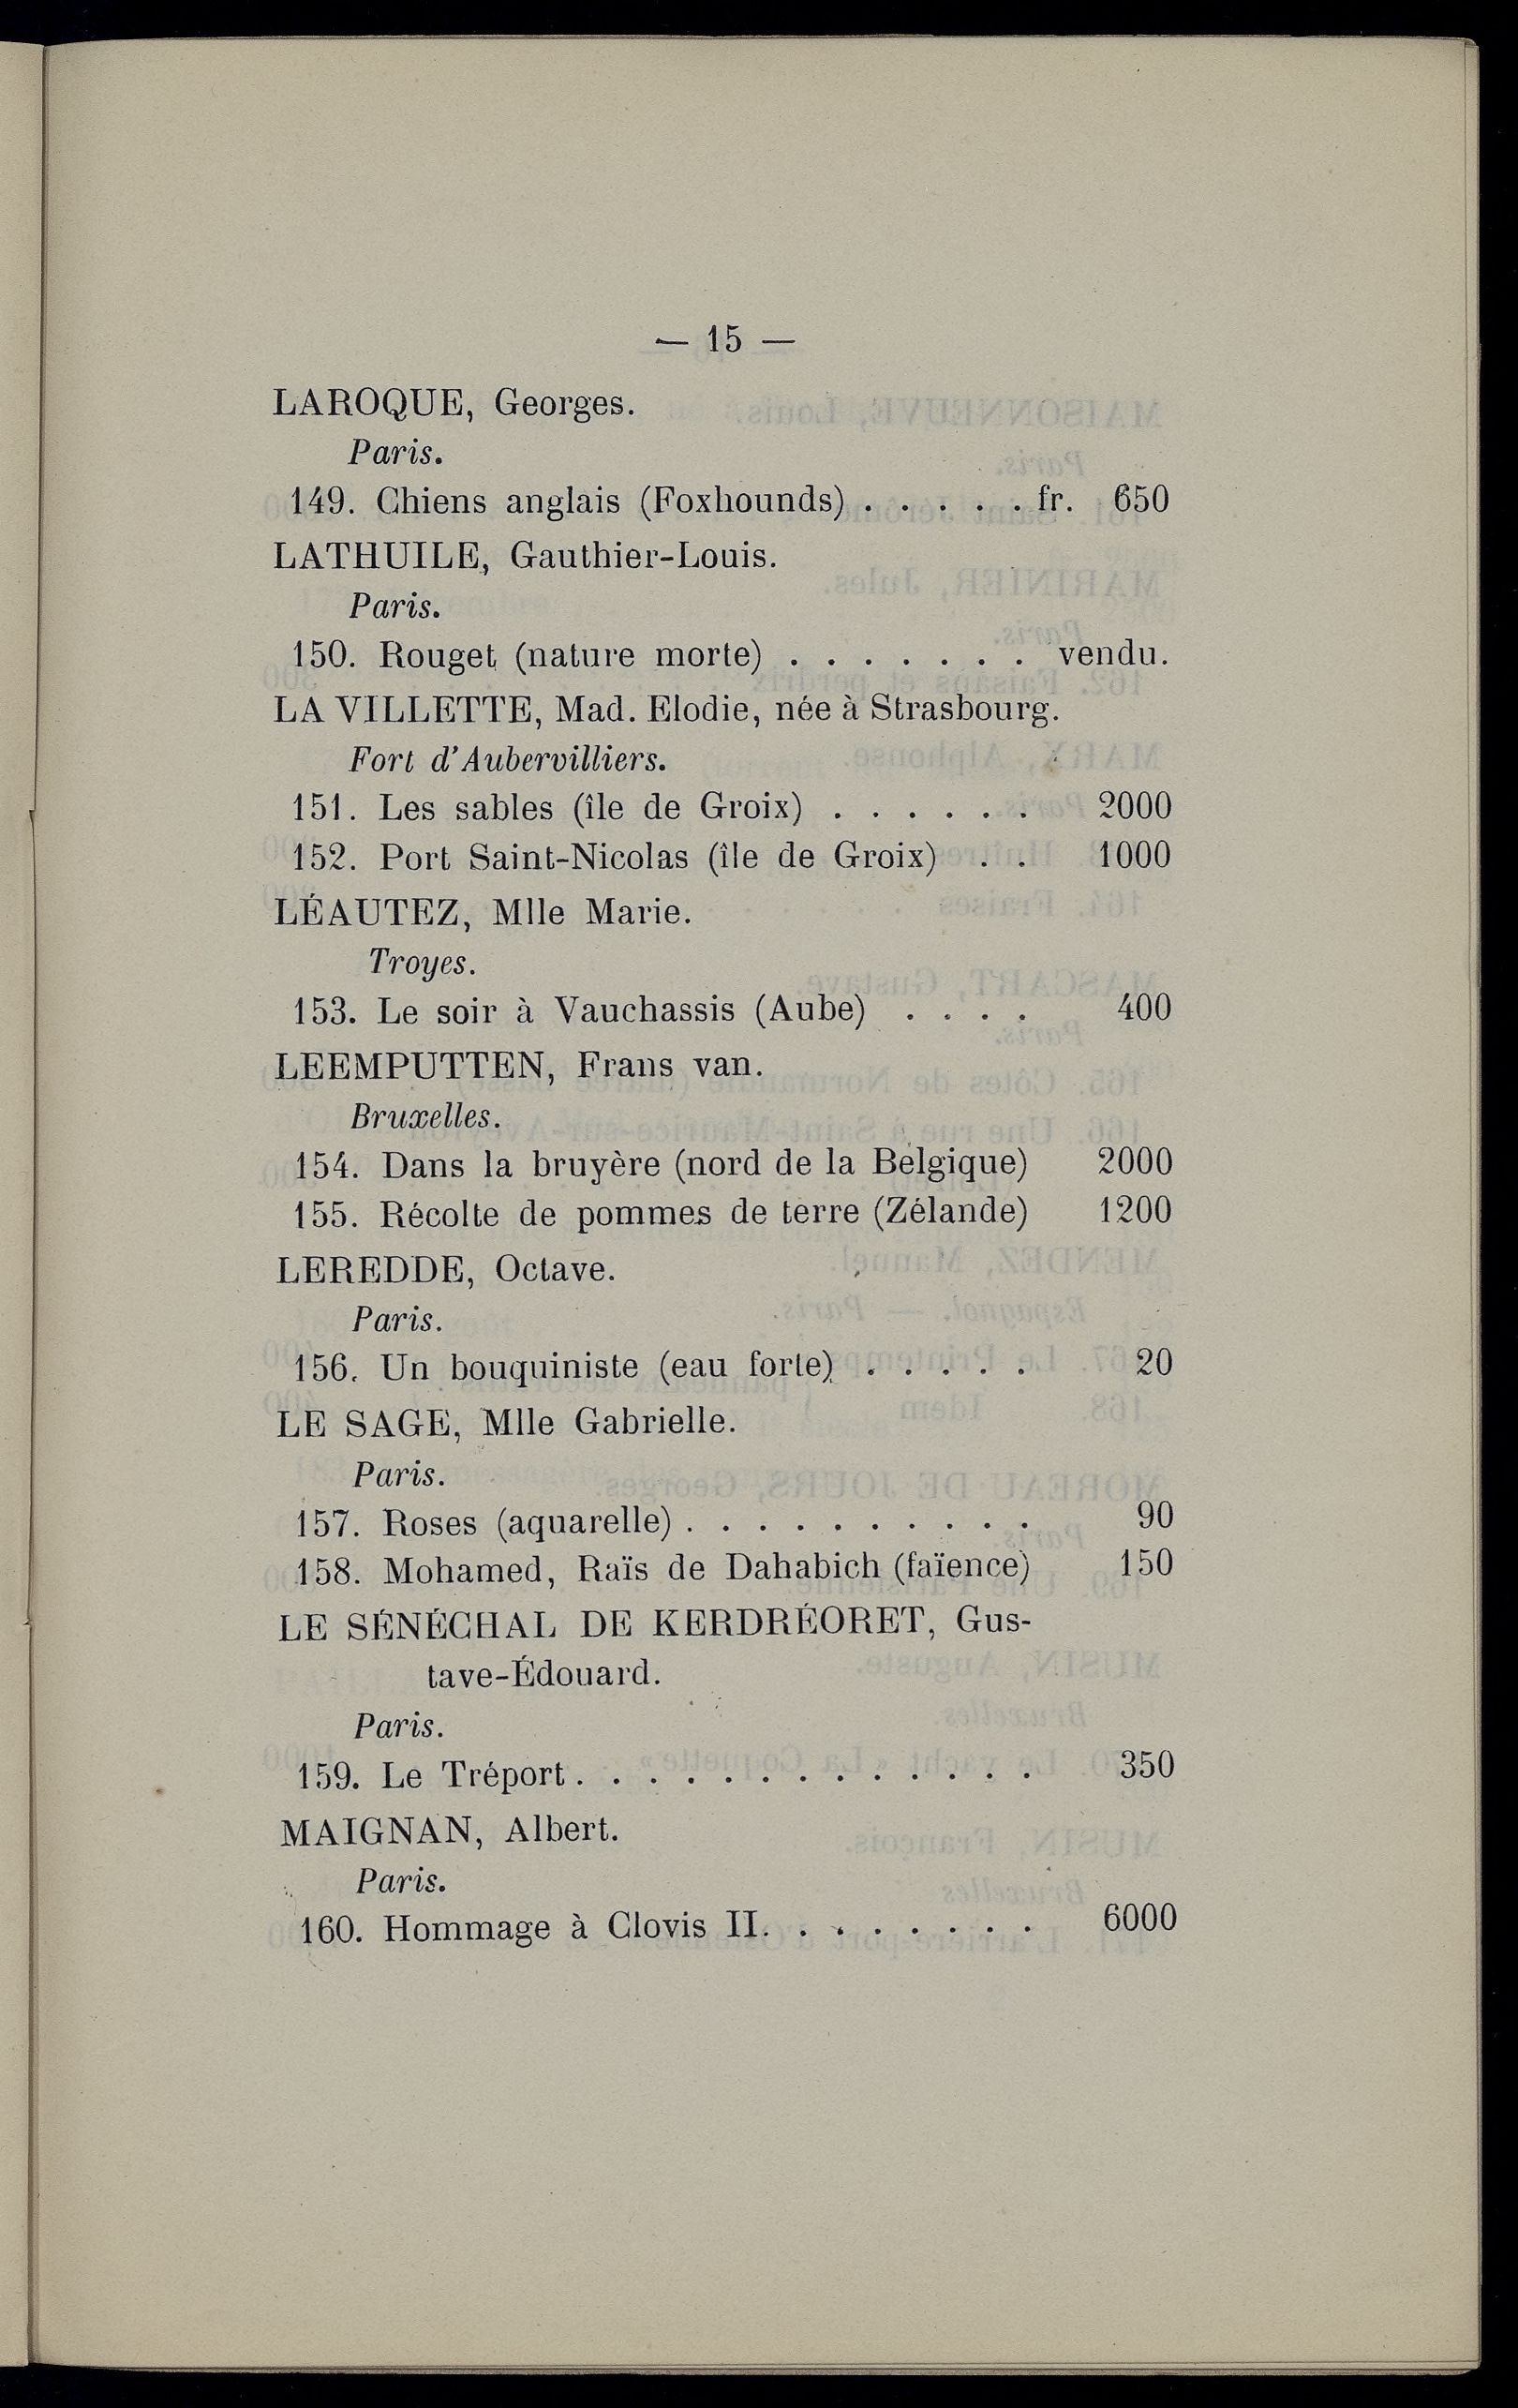 — 15 —
LAROQUE, Georges.
Paris.
149. Chiens anglais (Foxhounds) . . . . . fr. 650
LATHUILE, Gauthier-Louis.
Paris.
150. Rouget (nature morte) . . . . . . . vendu.
LA VILLETTE, Mad. Elodie, née à Strasbourg.
Fort d'Aubervilliers.
151. Les sables (île de Groix) . . . . . . 2000
152. Port Saint-Nicolas (île de Groix) . . 1000
LÉAUTEZ, Mlle Marie.
Troyes.
153. Le soir à Vauchassis (Aube) . . . . 400
LEEMPUTTEN, Frans van.
Bruxelles.
154. Dans la bruyère (nord de la Belgique) 2000
155. Récolte de pommes de terre (Zélande) 1200
LEREDDE, Octave.
Paris.
156. Un bouquiniste (eau forte) . . . . . 20
LE SAGE, Mlle Gabrielle.
Paris.
157. Roses (aquarelle) . . . . . . . . . . 90
158. Mohamed, Raïs de Dahabich (faïence) 150
LE SÉNÉCHAL DE KERDRÉORET, Gus-
tave-Édouard.
Paris.
159. Le Tréport . . . . . . . . . . . . . 350
MAIGNAN, Albert.
Paris.
160. Hommage à Clovis II. . . . . . . . 6000